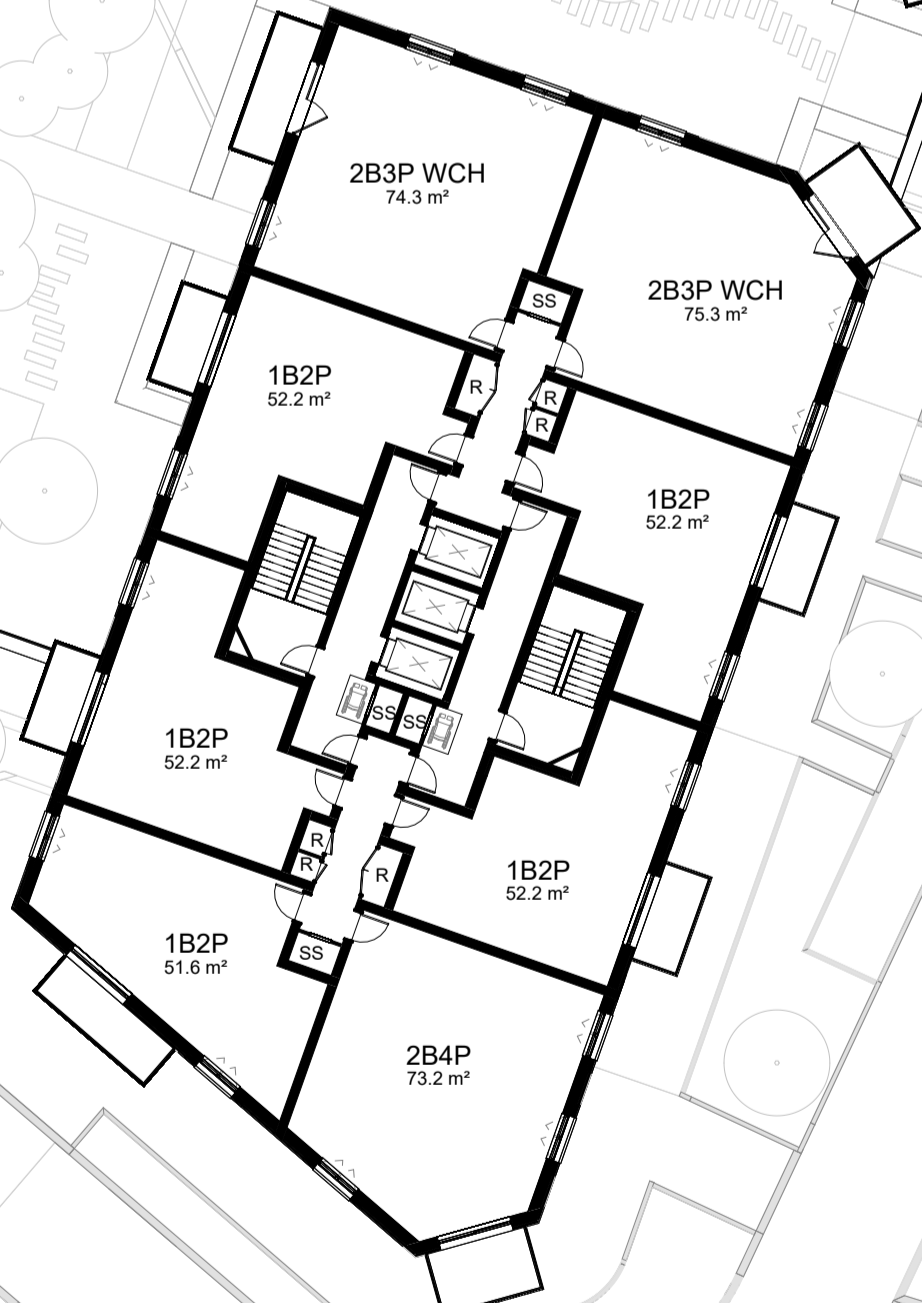 2B3P WCH
74.3 m²
2B3P WCH
75.3 m²
SS
1B2P
52.2 m²
R
R
R
1B2P
52.2 m²
SS
SS
1B2P
52.2 m²
R
R
R
1B2P
52.2 m²
1B2P
51.6 m²
SS
2B4P
73.2 m²